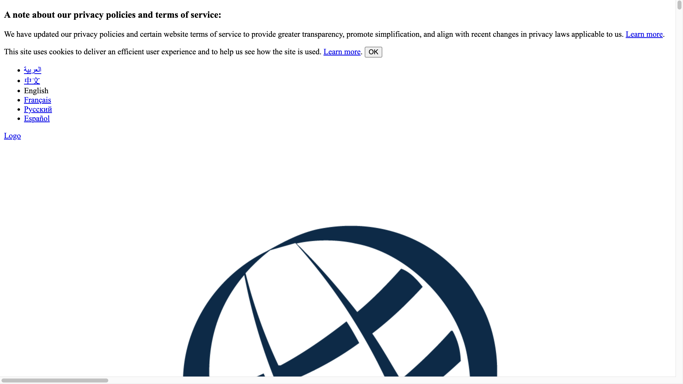 A note about our privacy policies and terms of service:
We have updated our privacy policies and certain website terms of service to provide greater transparency, promote simplification, and align with recent changes in privacy laws applicable to us. Learn more.
This site uses cookies to deliver an efficient user experience and to help us see how the site is used. Learn more. OK
العربية
中文
English
Français
Русский
Español
Logo